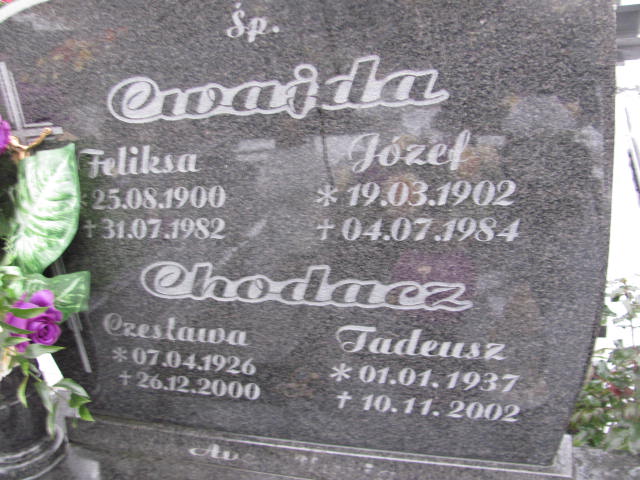 Śp.
Cwajda
Feliksa Józef
* 25.08.1900 * 19.03.1902
+ 31.07.1982 + 04.07.1984
Chodacz
Czesława Tadeusz
* 07.04.1926 * 01.01.1937
+ 26.12.2000 + 10.11.2002